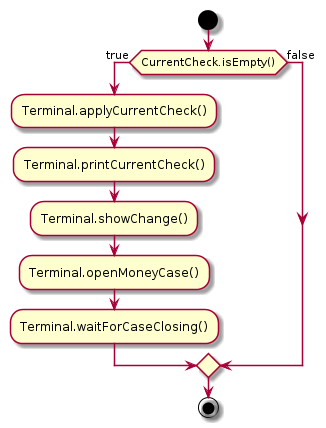 CurrentCheck.isEmpty()
true
false
Terminal.applyCurrentCheck()
Terminal.printCurrentCheck()
Terminal.showChange()
Terminal.openMoneyCase()
Terminal.waitForCaseClosing()